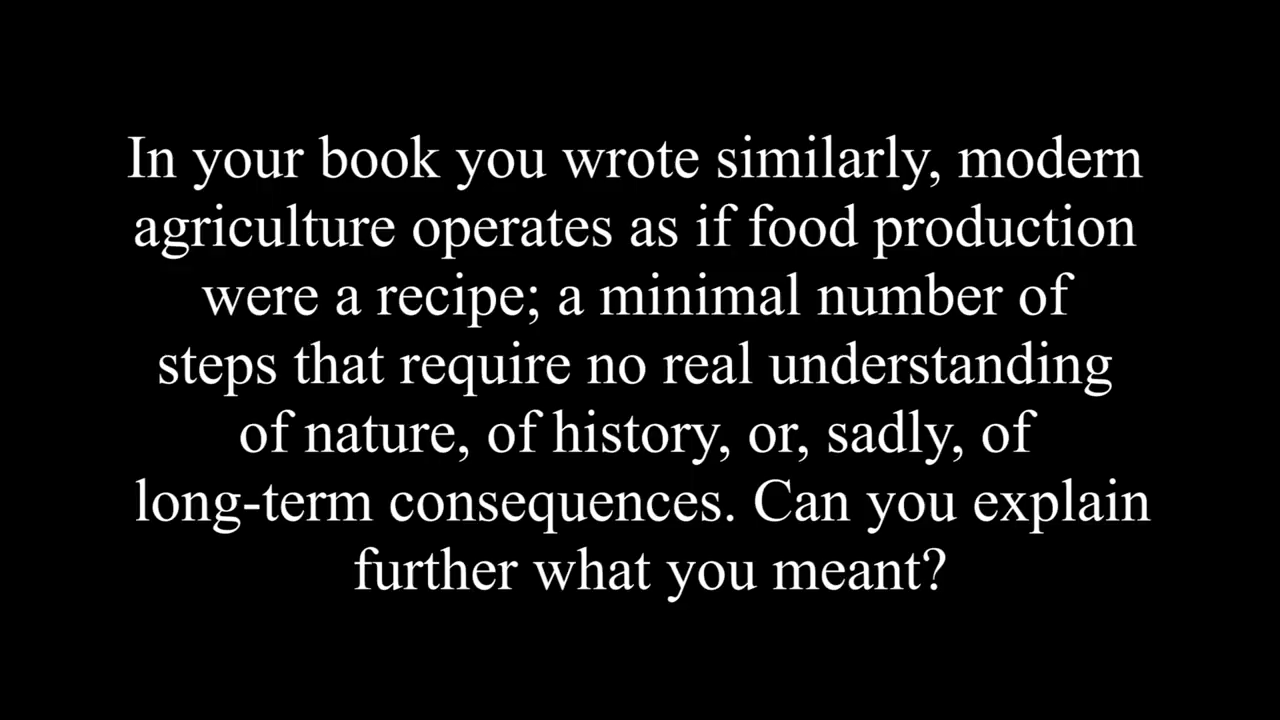 In your book you wrote similarly, modern
agriculture operates as if food production
were a recipe; a minimal number of
steps that require no real understanding
of nature, of history, or, sadly, of
long-term consequences. Can you explain
further what you meant?